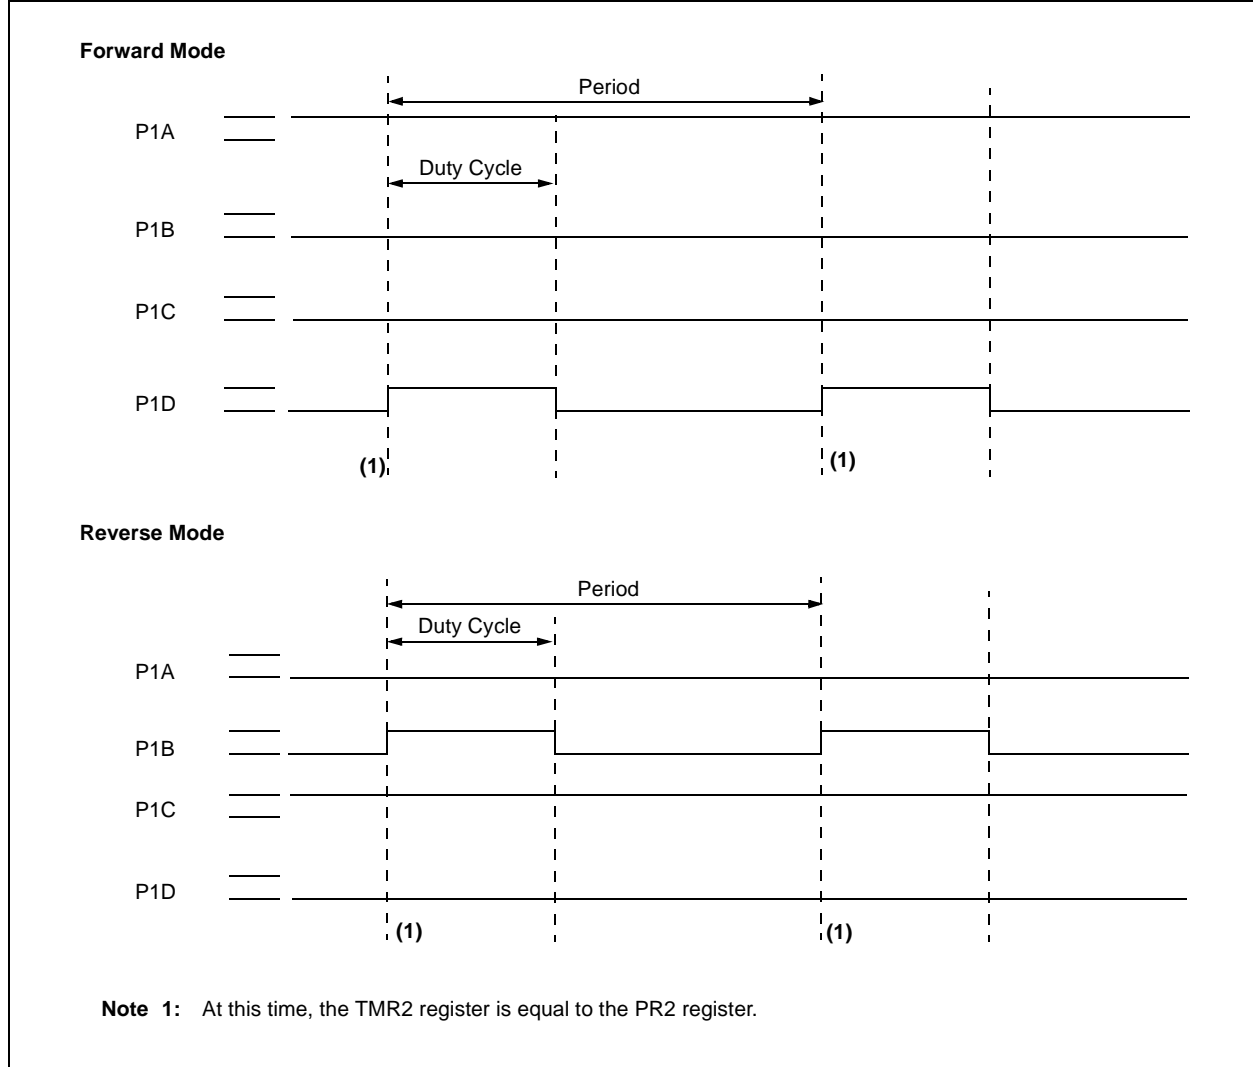 Forward Mode
Period
P1A
Duty Cycle
P1B
P1C
P1D
(1)
(1)
Reverse Mode
Period
Duty Cycle
P1A
P1B
P1C
P1D
(1)
(1)
Note 1: At this time, the TMR2 register is equal to the PR2 register.